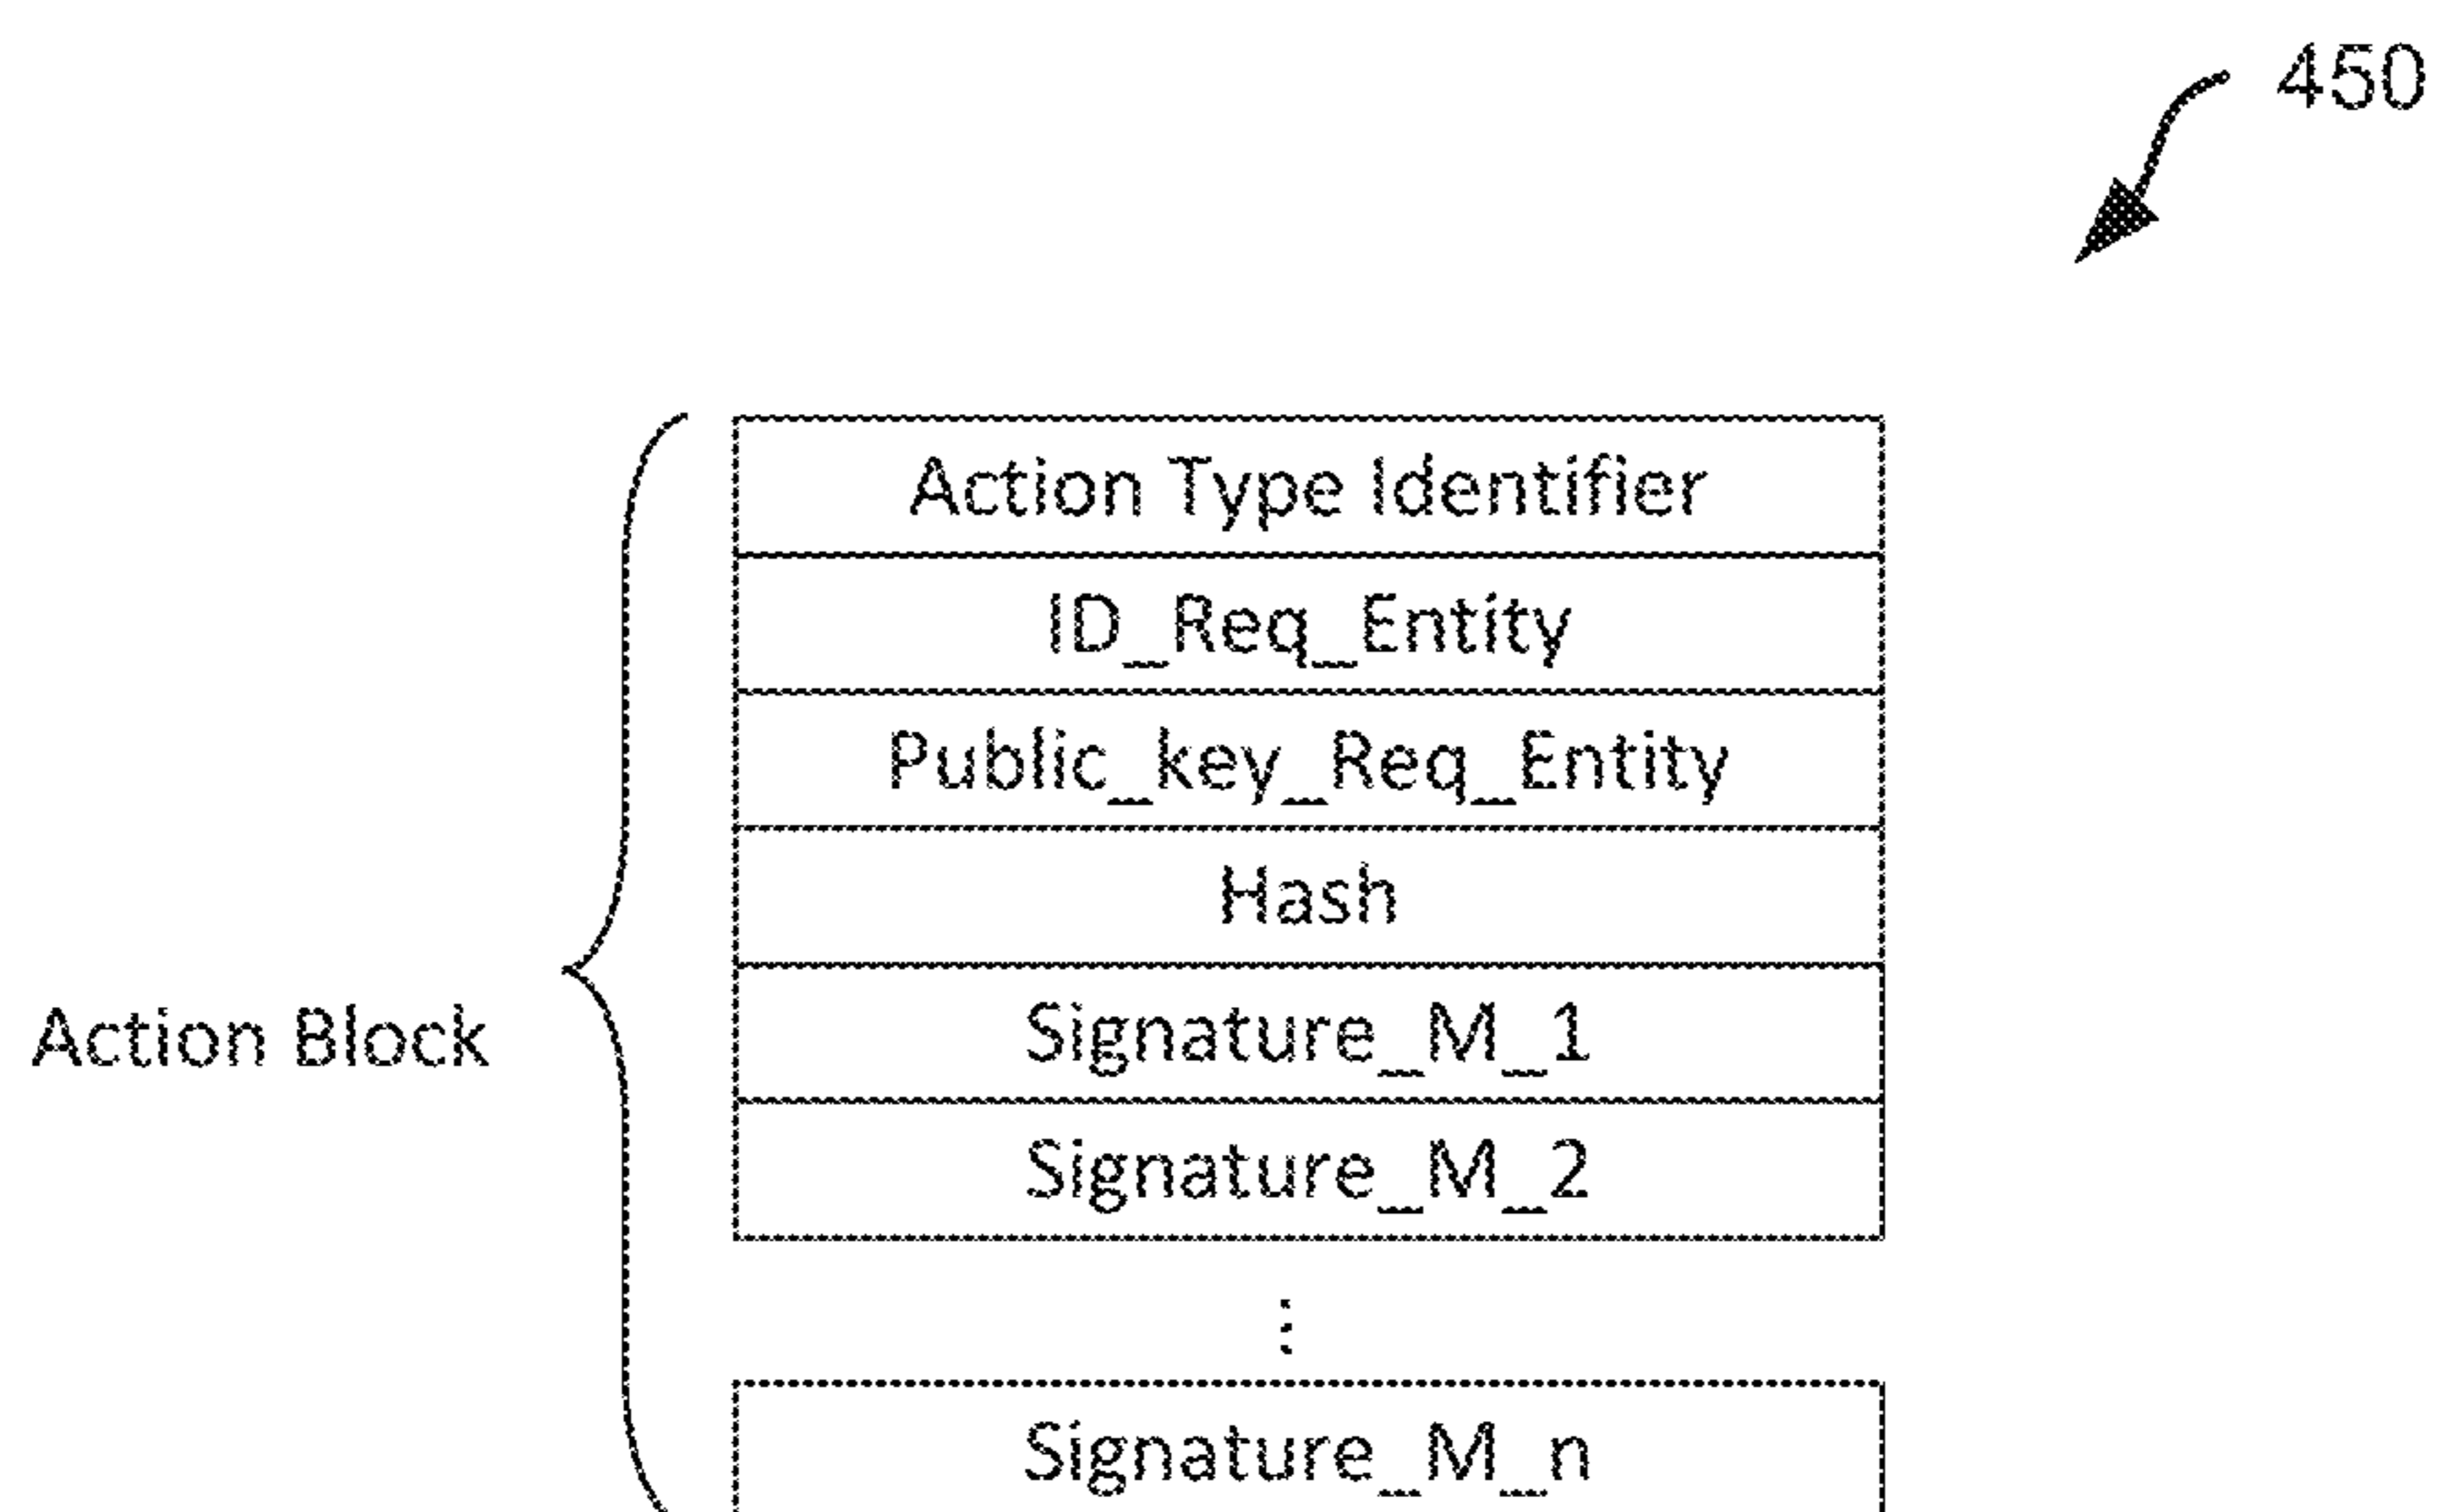 450
Action Type Identifier
ID_Req_Entity
Public_key_Req_Entity
Hash
Signature_M_1
Action Block
Signature_M_2
⋮
Signature_M_n